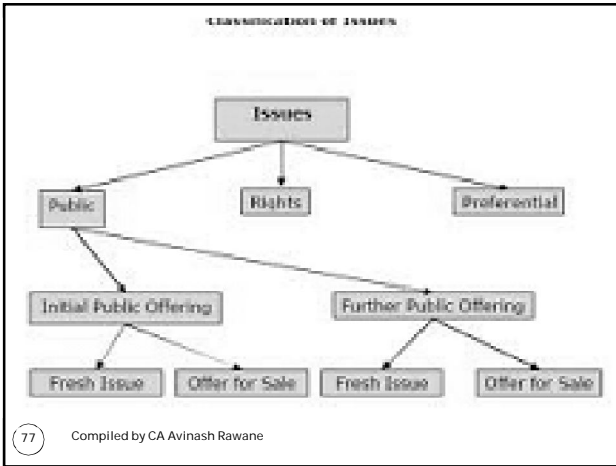 Classification of Issues
Issues
Public Rights Preferential
Initial Public Offering Further Public Offering
Fresh Issue Offer for Sale Fresh Issue Offer for Sale
77 Compiled by CA Avinash Rawane